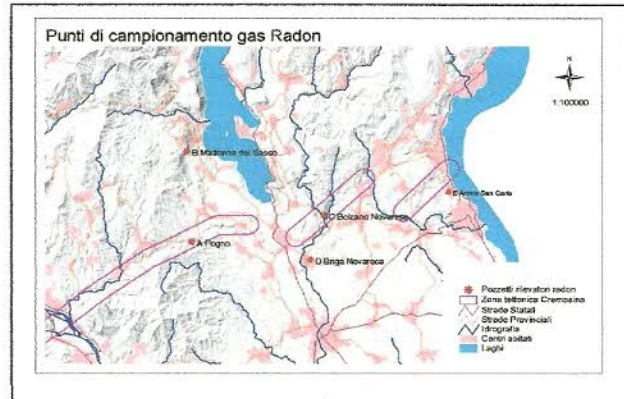 Punti di campionamento gas Radon
N
1:100000
B Madonna del Sasso
E Arona San Carlo
C Bolzano Novarese
A Pogno
D Briga Novarese
Pozzetti rilevatori radon
Zona tettonica Cremosina
Strade Statali
Strade Provinciali
Idrografia
Centri abitati
Laghi